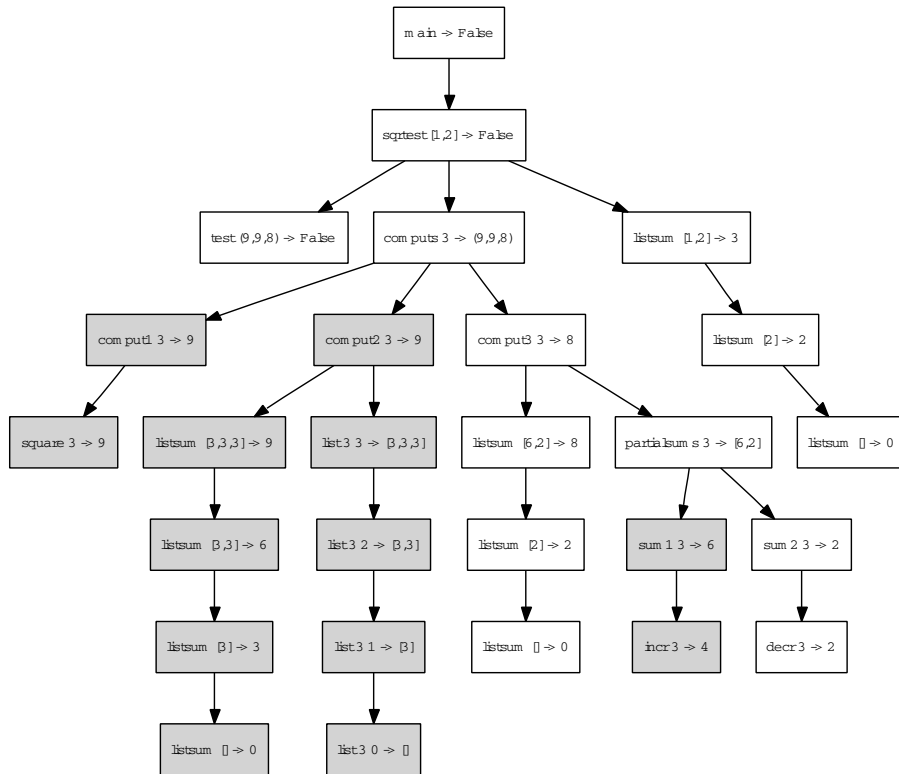 main -> False
sqrtest [1,2] -> False
test (9,9,8) -> False
computs 3 -> (9,9,8)
listsum [1,2] -> 3
comput1 3 -> 9
comput2 3 -> 9
comput3 3 -> 8
listsum [2] -> 2
square 3 -> 9
listsum [3,3,3] -> 9
list3 3 -> [3,3,3]
listsum [6,2] -> 8
partialsums 3 -> [6,2]
listsum [] -> 0
listsum [3,3] -> 6
list3 2 -> [3,3]
listsum [2] -> 2
sum1 3 -> 6
sum2 3 -> 2
listsum [3] -> 3
list3 1 -> [3]
listsum [] -> 0
incr 3 -> 4
decr 3 -> 2
listsum [] -> 0
list3 0 -> []